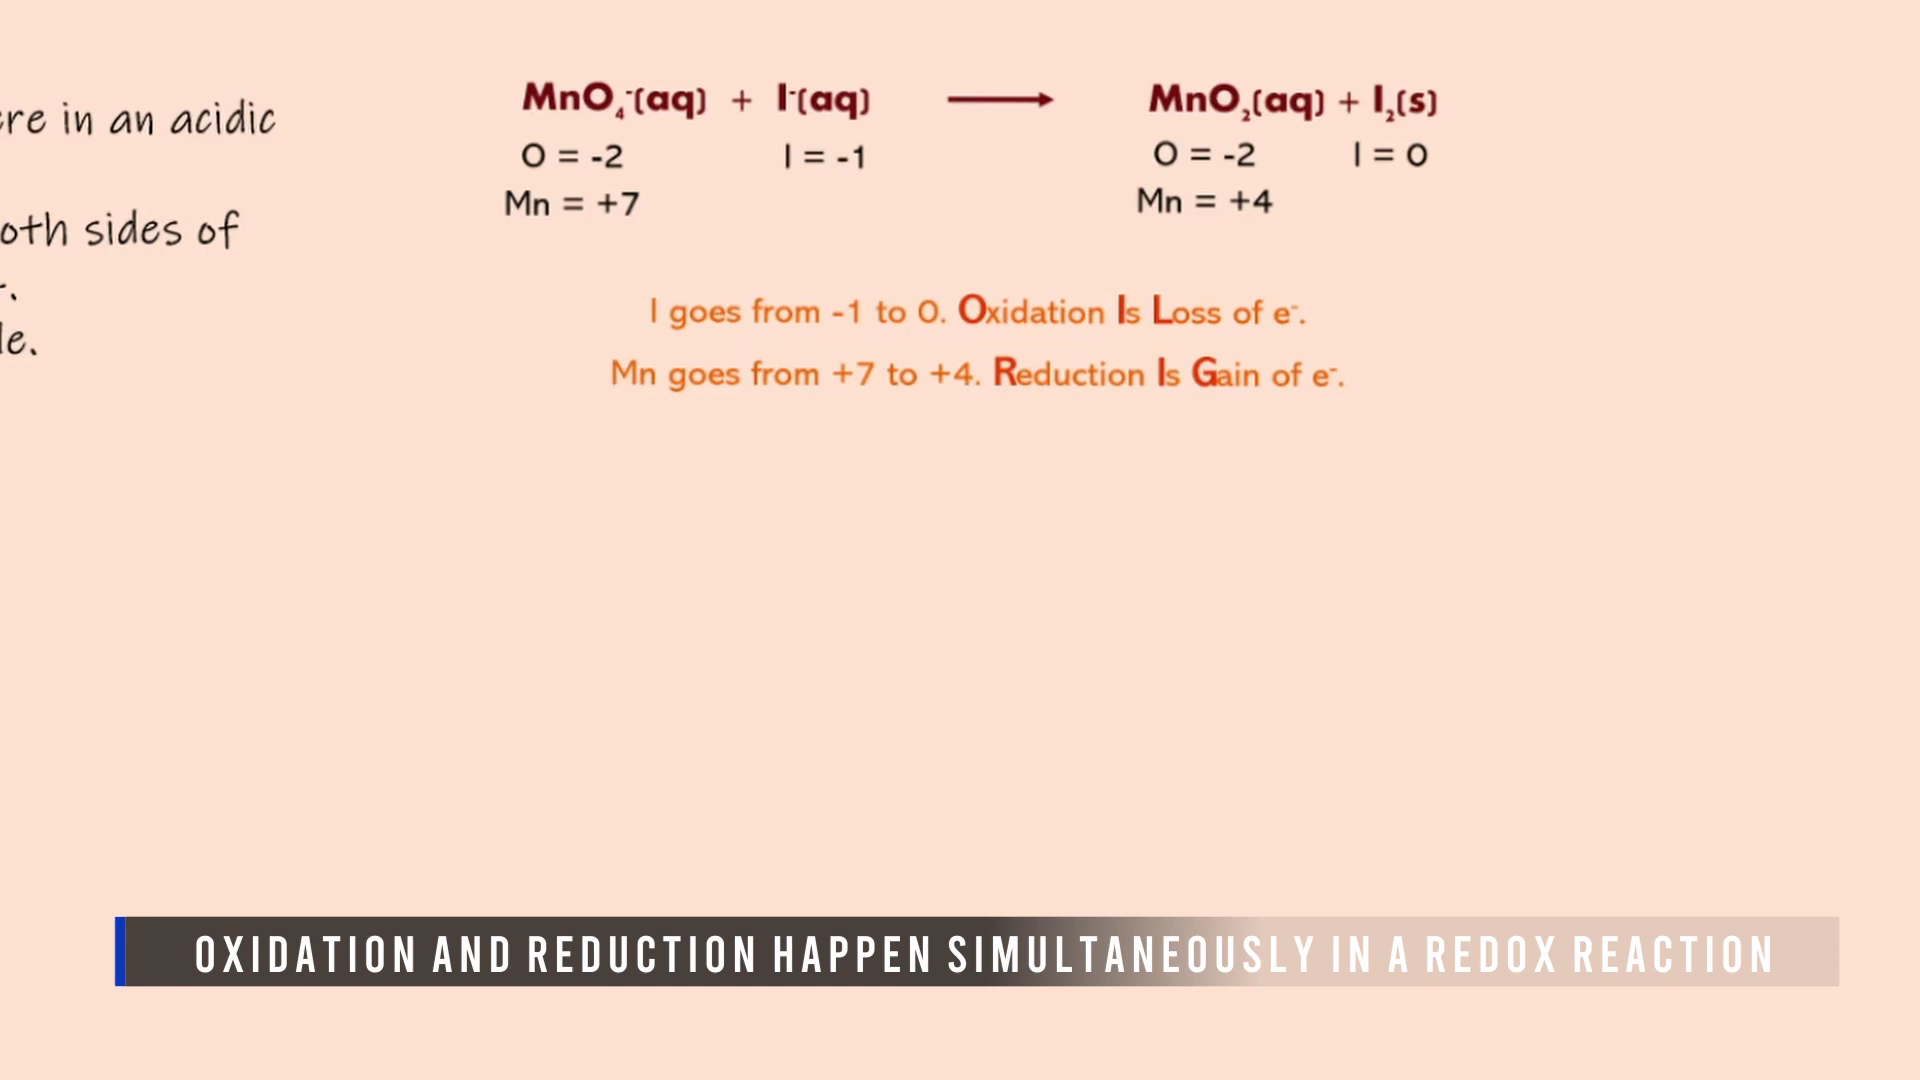 re in an acidic
oth sides of
le.
MnO₄⁻(aq) + I⁻(aq) ⟶ MnO₂(aq) + I₂(s)
O = -2 I = -1 O = -2 I = 0
Mn = +7 Mn = +4
I goes from -1 to 0. Oxidation Is Loss of e⁻.
Mn goes from +7 to +4. Reduction Is Gain of e⁻.
OXIDATION AND REDUCTION HAPPEN SIMULTANEOUSLY IN A REDOX REACTION